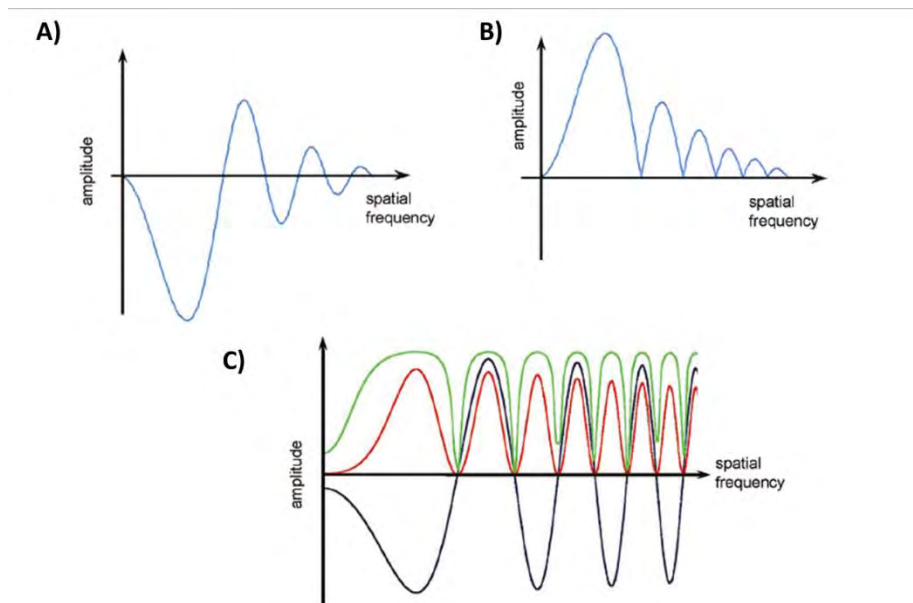 A)
amplitude
spatial
frequency
B)
amplitude
spatial
frequency
C)
amplitude
spatial
frequency